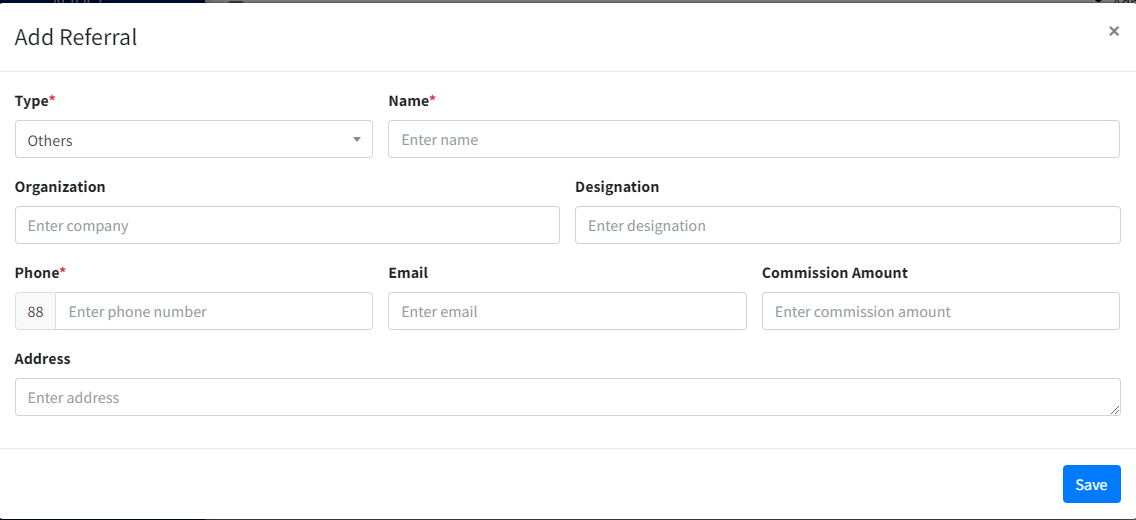 Add Referral ×
Type* Name*
Others Enter name
Organization Designation
Enter company Enter designation
Phone* Email Commission Amount
88 Enter phone number Enter email Enter commission amount
Address
Enter address
Save